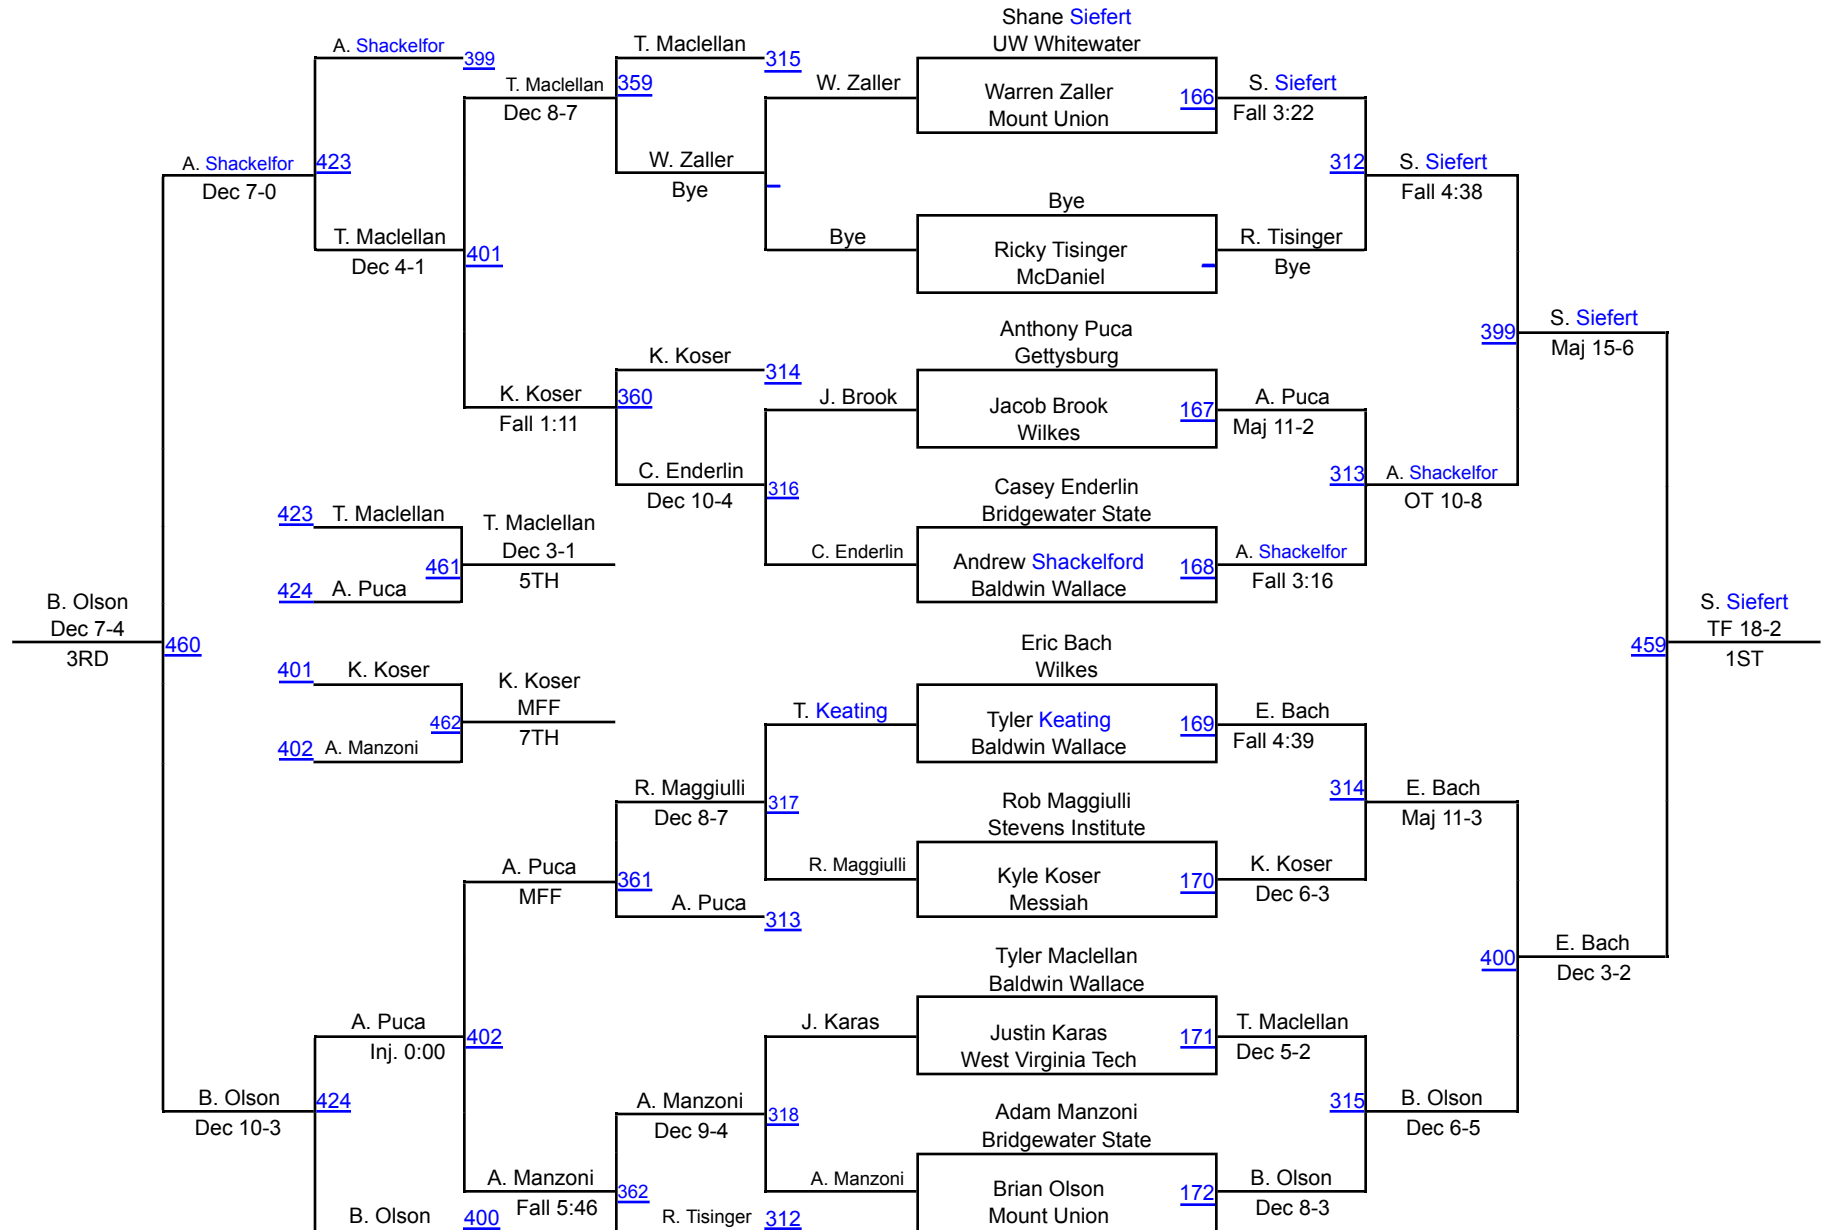 Shane Siefert
A. Shackelfor
T. Maclellan
UW Whitewater
399
315
T. Maclellan
359
W. Zaller
Warren Zaller
166
S. Siefert
Dec 8-7
Mount Union
Fall 3:22
A. Shackelfor
423
W. Zaller
312
S. Siefert
Dec 7-0
Bye
Fall 4:38
Bye
T. Maclellan
Bye
Ricky Tisinger
R. Tisinger
Dec 4-1
401
McDaniel
Bye
Anthony Puca
399
S. Siefert
K. Koser
314
Gettysburg
Maj 15-6
K. Koser
360
J. Brook
Jacob Brook
167
A. Puca
Fall 1:11
Wilkes
Maj 11-2
C. Enderlin
316
Casey Enderlin
313
A. Shackelfor
Dec 10-4
Bridgewater State
OT 10-8
423
T. Maclellan
T. Maclellan
Dec 3-1
C. Enderlin
Andrew Shackelford
168
A. Shackelfor
461
5TH
Baldwin Wallace
Fall 3:16
424
A. Puca
B. Olson
S. Siefert
Dec 7-4
TF 18-2
460
Eric Bach
459
3RD
Wilkes
1ST
401
K. Koser
K. Koser
MFF
T. Keating
Tyler Keating
169
E. Bach
462
7TH
Baldwin Wallace
Fall 4:39
402
A. Manzoni
R. Maggiulli
317
Rob Maggiulli
314
E. Bach
Dec 8-7
Stevens Institute
Maj 11-3
A. Puca
361
R. Maggiulli
Kyle Koser
170
K. Koser
MFF
Messiah
Dec 6-3
A. Puca
313
Tyler Maclellan
400
E. Bach
Baldwin Wallace
Dec 3-2
A. Puca
402
J. Karas
Justin Karas
171
T. Maclellan
Inj. 0:00
West Virginia Tech
Dec 5-2
B. Olson
424
A. Manzoni
318
Adam Manzoni
315
B. Olson
Dec 10-3
Dec 9-4
Bridgewater State
Dec 6-5
A. Manzoni
362
A. Manzoni
Brian Olson
172
B. Olson
Fall 5:46
Mount Union
Dec 8-3
B. Olson
400
R. Tisinger
312